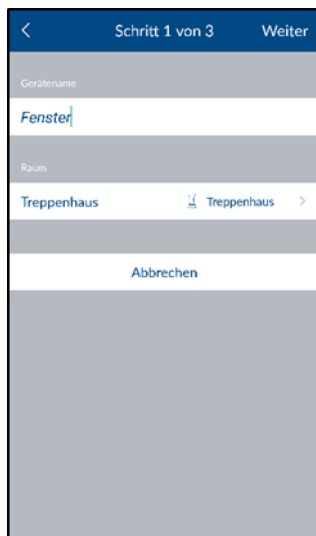 Schritt 1 von 3 Weiter
Gerätename
Fenster
Raum
Treppenhaus Treppenhaus
Abbrechen